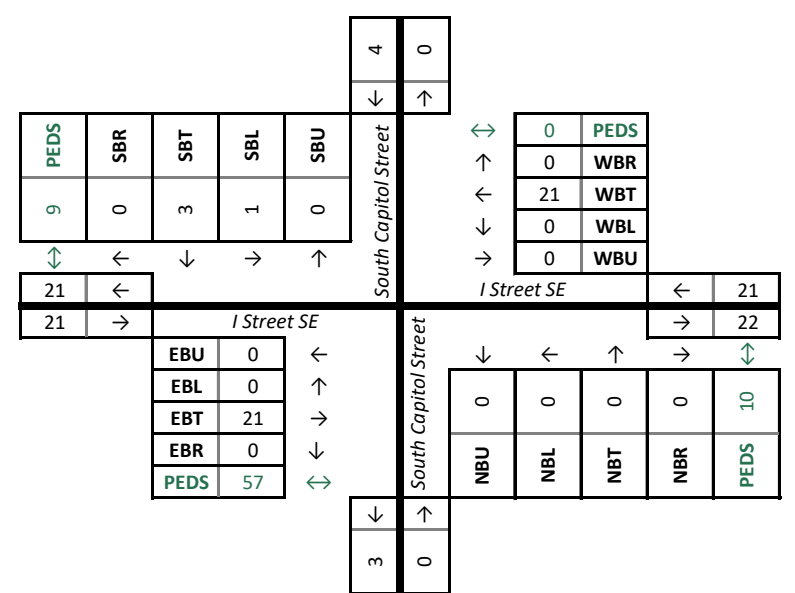 4 0
↓ ↑
PEDS SBR SBT SBL SBU
9 0 3 1 0
↕ ← ↓ → ↑
South Capitol Street
↔ 0 PEDS
↑ 0 WBR
← 21 WBT
↓ 0 WBL
→ 0 WBU
21 ←
I Street SE
← 21
21 →
I Street SE
→ 22
EBU 0 ←
EBL 0 ↑
EBT 21 →
EBR 0 ↓
PEDS 57 ↔
South Capitol Street
↓ ← ↑ → ↕
0 0 0 0 10
NBU NBL NBT NBR PEDS
↓ ↑
3 0